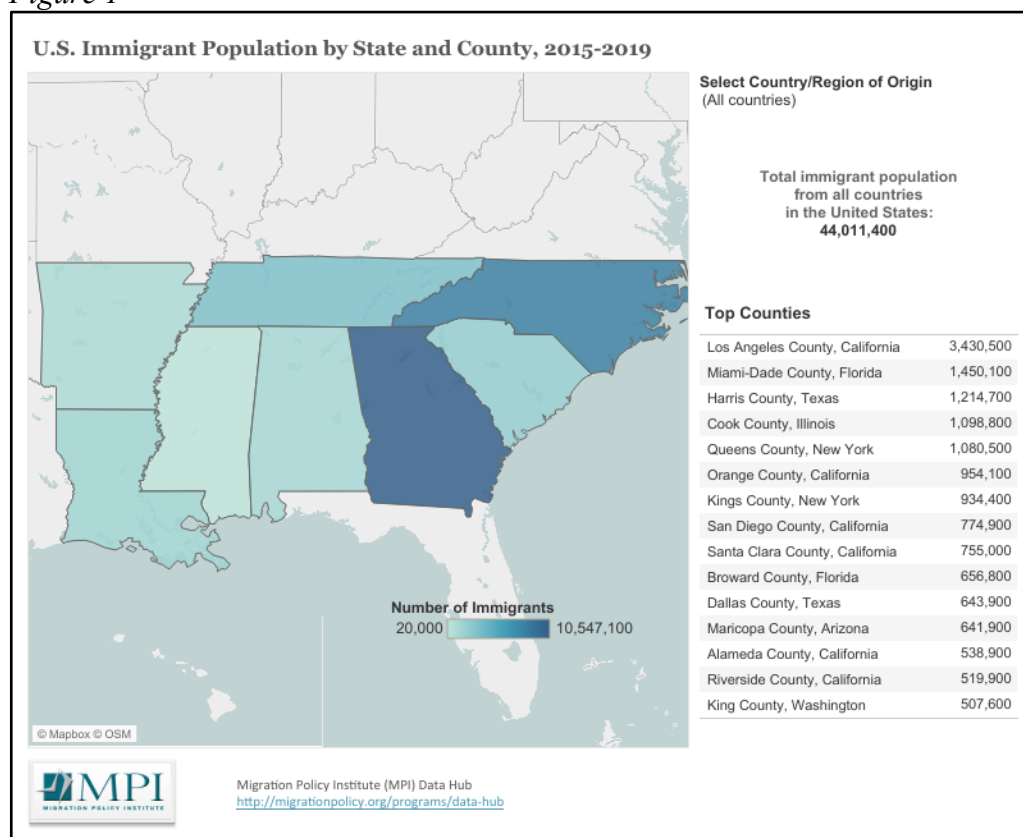 U.S. Immigrant Population by State and County, 2015-2019
Select Country/Region of Origin
(All countries)
Total immigrant population
from all countries
in the United States:
44,011,400
Top Counties
Los Angeles County, California 3,430,500
Miami-Dade County, Florida 1,450,100
Harris County, Texas 1,214,700
Cook County, Illinois 1,098,800
Queens County, New York 1,080,500
Orange County, California 954,100
Kings County, New York 934,400
San Diego County, California 774,900
Santa Clara County, California 755,000
Broward County, Florida 656,800
Dallas County, Texas 643,900
Maricopa County, Arizona 641,900
Alameda County, California 538,900
Riverside County, California 519,900
King County, Washington 507,600
Number of Immigrants
20,000 10,547,100
© Mapbox © OSM
MPI
MIGRATION POLICY INSTITUTE
Migration Policy Institute (MPI) Data Hub
http://migrationpolicy.org/programs/data-hub